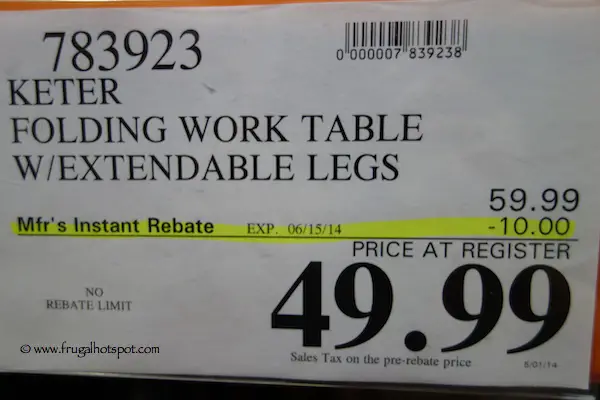 783923
0 000007 839238
KETER
FOLDING WORK TABLE
W/EXTENDABLE LEGS
59.99
Mfr's Instant Rebate EXP. 06/15/14 -10.00
PRICE AT REGISTER
49.99
NO
REBATE LIMIT
Sales Tax on the pre-rebate price
5/01/14
© www.frugalhotspot.com